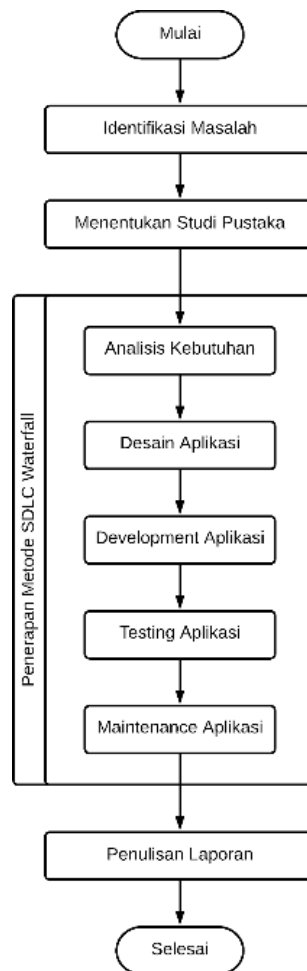 Mulai
Identifikasi Masalah
Menentukan Studi Pustaka
Penerapan Metode SDLC Waterfall
Analisis Kebutuhan
Desain Aplikasi
Development Aplikasi
Testing Aplikasi
Maintenance Aplikasi
Penulisan Laporan
Selesai